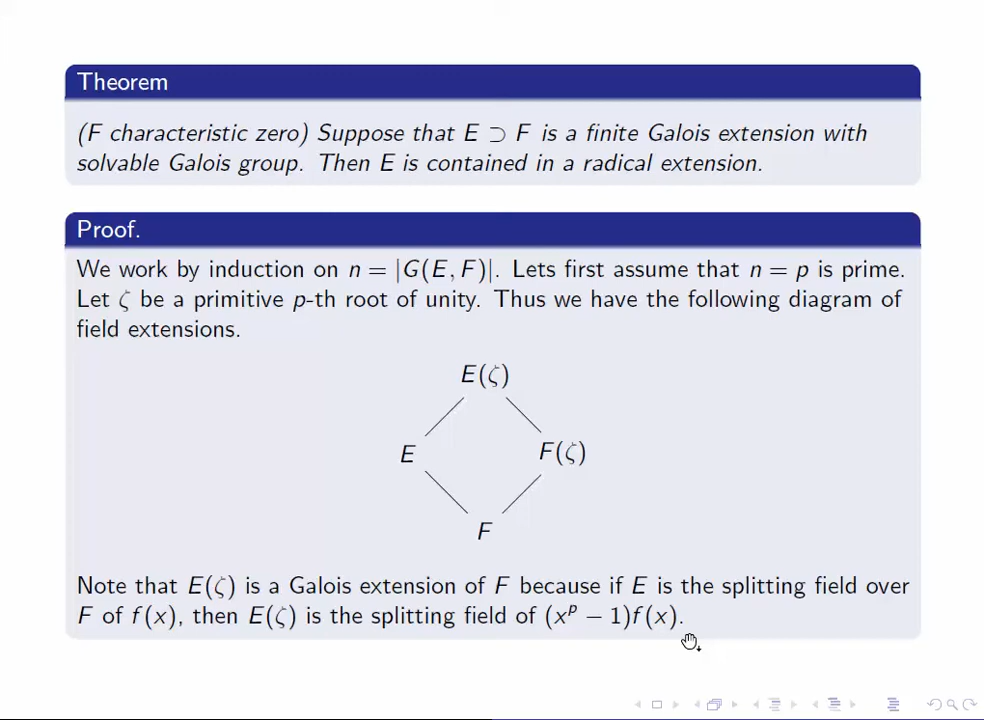 Theorem
(F characteristic zero) Suppose that E ⊃ F is a finite Galois extension with
solvable Galois group. Then E is contained in a radical extension.
Proof.
We work by induction on n = |G(E, F)|. Lets first assume that n = p is prime.
Let ζ be a primitive p-th root of unity. Thus we have the following diagram of
field extensions.
E(ζ)
E
F(ζ)
F
Note that E(ζ) is a Galois extension of F because if E is the splitting field over
F of f(x), then E(ζ) is the splitting field of (xᵖ − 1)f(x).